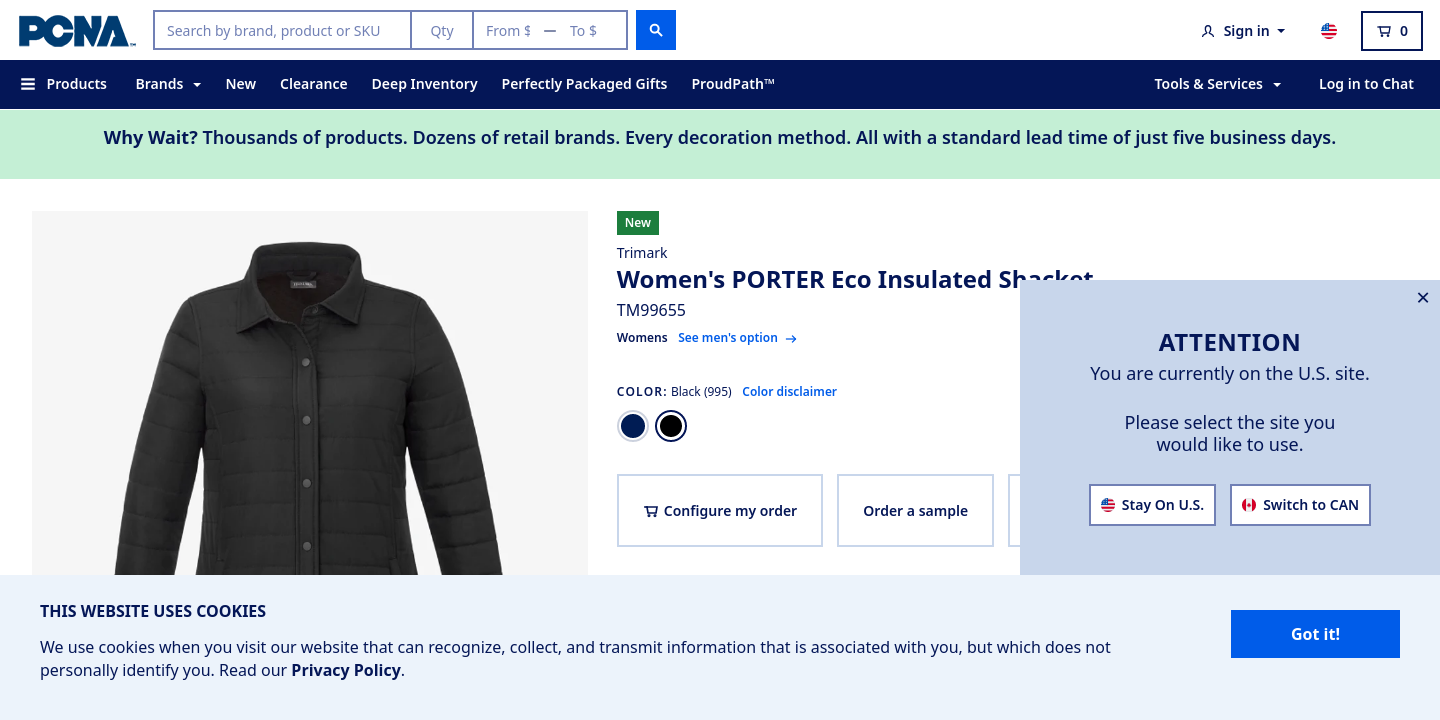 PCNA
Search by brand, product or SKU
Qty
From $
To $
Sign in
0
Products
Brands
New
Clearance
Deep Inventory
Perfectly Packaged Gifts
ProudPath™
Tools & Services
Log in to Chat
Why Wait? Thousands of products. Dozens of retail brands. Every decoration method. All with a standard lead time of just five business days.
New
Trimark
Women's PORTER Eco Insulated Shacket
TM99655
Womens See men's option
COLOR: Black (995) Color disclaimer
Configure my order
Order a sample
ATTENTION
You are currently on the U.S. site.
Please select the site you
would like to use.
Stay On U.S.
Switch to CAN
THIS WEBSITE USES COOKIES
We use cookies when you visit our website that can recognize, collect, and transmit information that is associated with you, but which does not
personally identify you. Read our Privacy Policy.
Got it!